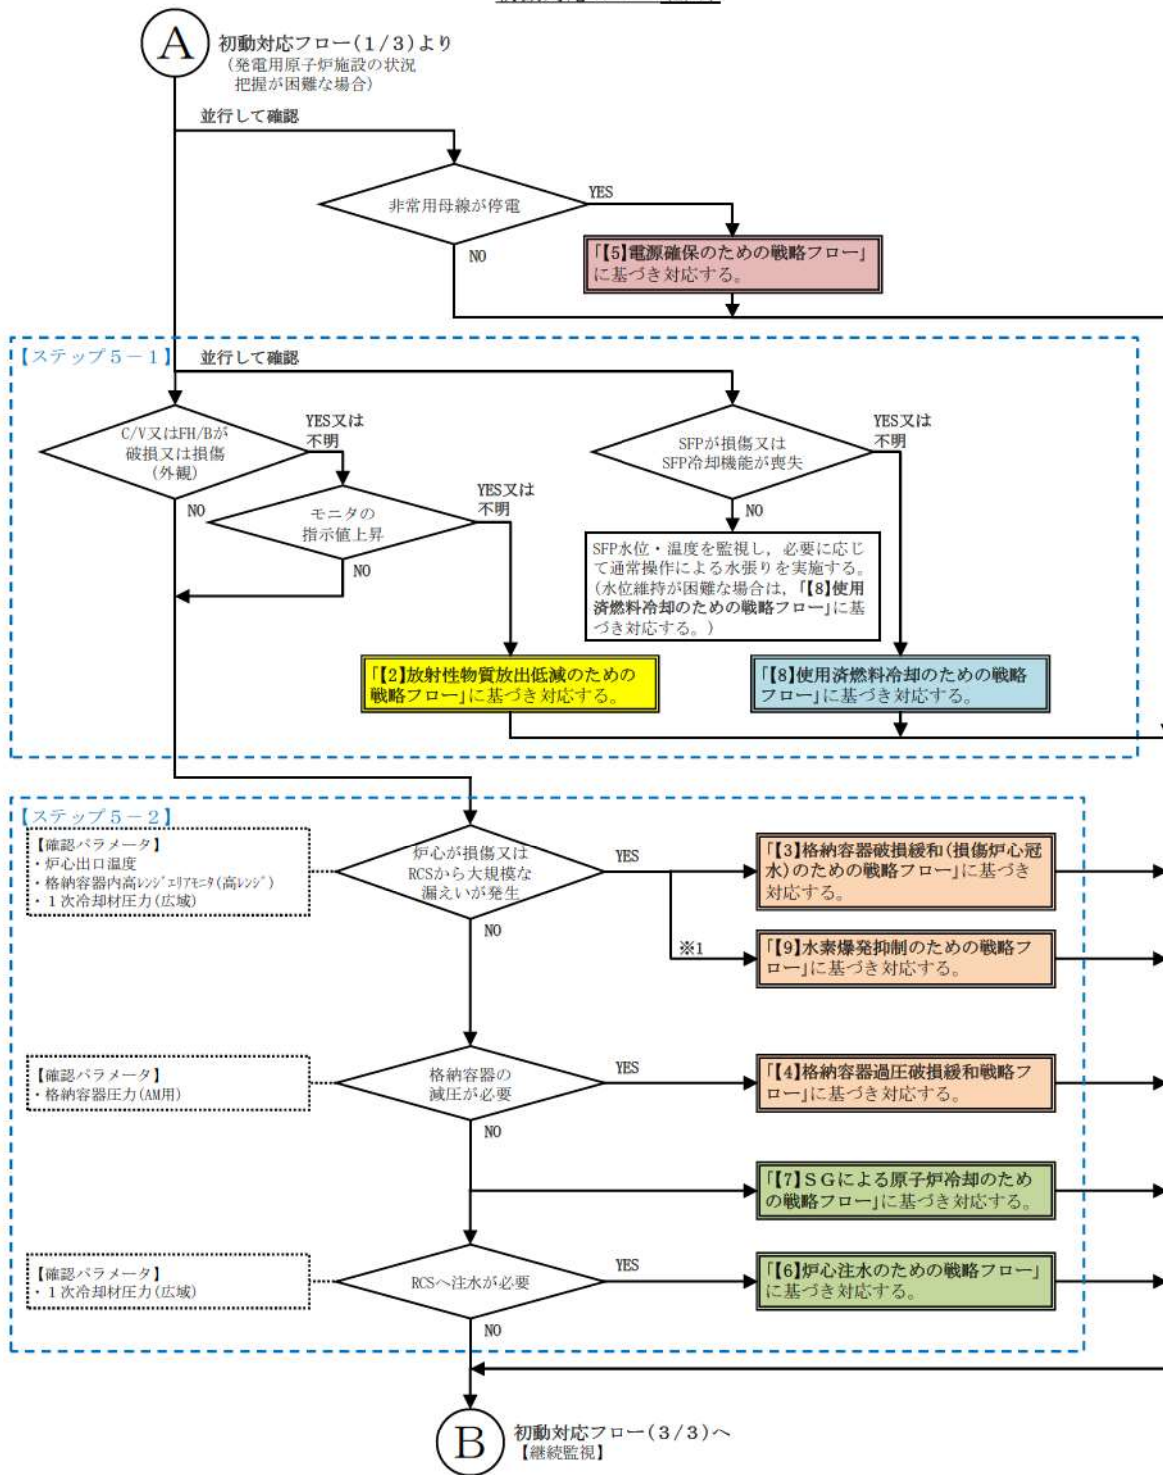 A
初動対応フロー(1/3)より
(発電用原子炉施設の状況
把握が困難な場合)
並行して確認
非常用母線が停電
YES
NO
「【5】電源確保のための戦略フロー」
に基づき対応する。
【ステップ5-1】
並行して確認
C/V又はFH/Bが
破損又は損傷
(外観)
YES又は
不明
NO
モニタの
指示値上昇
YES又は
不明
NO
SFPが損傷又は
SFP冷却機能が喪失
YES又は
不明
NO
SFP水位・温度を監視し，必要に応じ
て通常操作による水張りを実施する。
(水位維持が困難な場合は，「【8】使用
済燃料冷却のための戦略フロー」に基
づき対応する。)
「【2】放射性物質放出低減のための
戦略フロー」に基づき対応する。
「【8】使用済燃料冷却のための戦略
フロー」に基づき対応する。
【ステップ5-2】
【確認パラメータ】
・炉心出口温度
・格納容器内高ﾚﾝｼﾞｴﾘｱﾓﾆﾀ(高ﾚﾝｼﾞ)
・1次冷却材圧力(広域)
炉心が損傷又は
RCSから大規模な
漏えいが発生
YES
NO
※1
「【3】格納容器破損緩和(損傷炉心冠
水)のための戦略フロー」に基づき
対応する。
「【9】水素爆発抑制のための戦略フ
ロー」に基づき対応する。
【確認パラメータ】
・格納容器圧力(AM用)
格納容器の
減圧が必要
YES
NO
「【4】格納容器過圧破損緩和戦略フ
ロー」に基づき対応する。
「【7】ＳＧによる原子炉冷却のため
の戦略フロー」に基づき対応する。
【確認パラメータ】
・1次冷却材圧力(広域)
RCSへ注水が必要
YES
NO
「【6】炉心注水のための戦略フロー」
に基づき対応する。
B
初動対応フロー(3/3)へ
【継続監視】